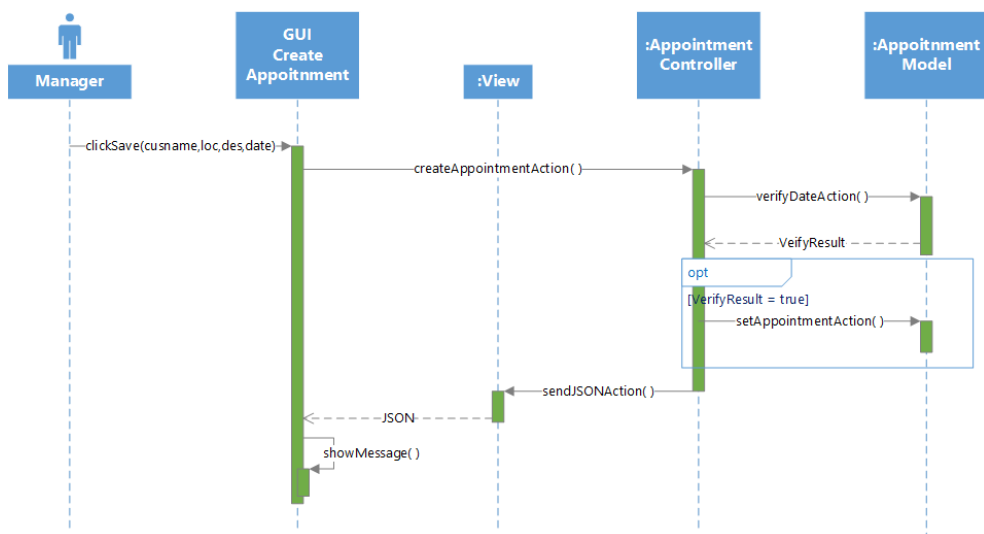 Manager
GUI
Create
Appoitnment
:View
:Appointment
Controller
:Appoitnment
Model
clickSave(cusname,loc,des,date)
createAppointmentAction( )
verifyDateAction( )
VeifyResult
opt
[VerifyResult = true]
setAppointmentAction( )
sendJSONAction( )
JSON
showMessage( )